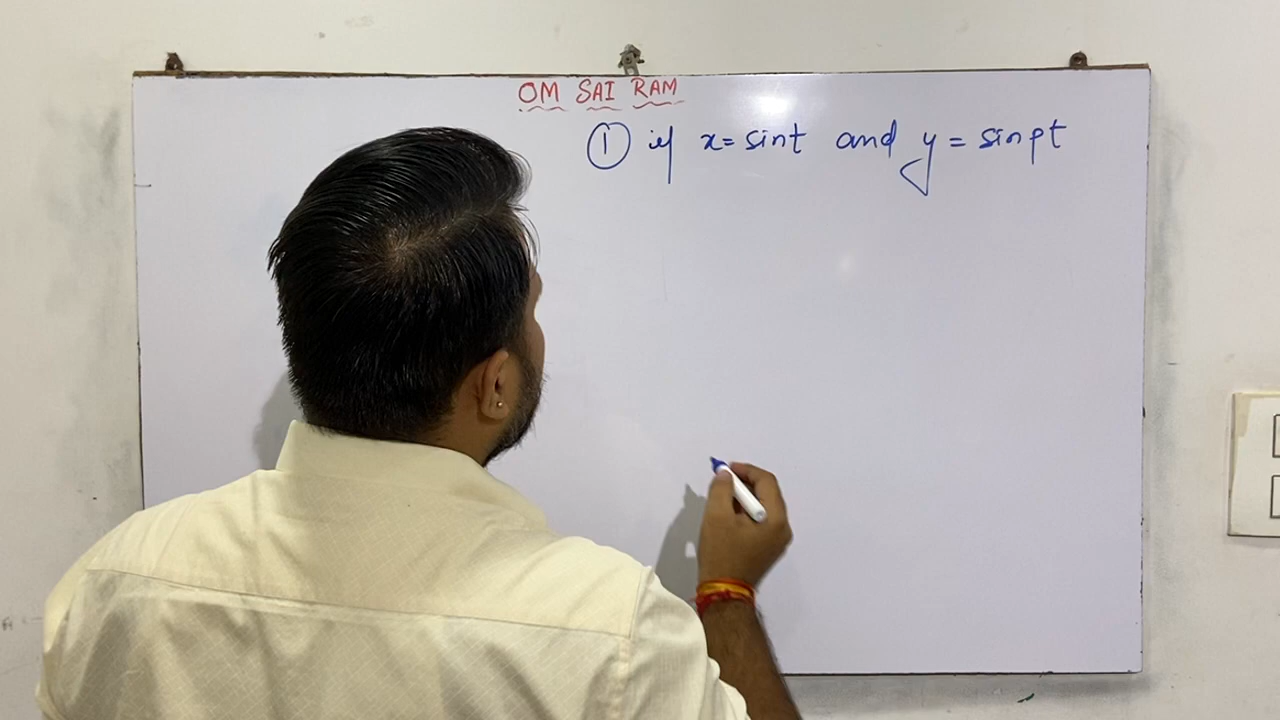 OM SAI RAM
① if x = sint and y = sinpt